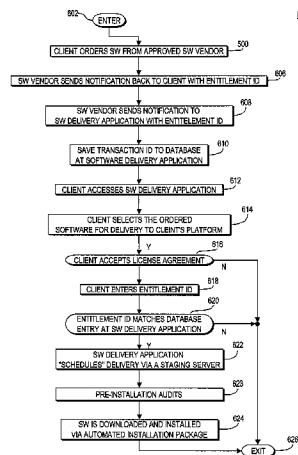 602
ENTER
CLIENT ORDERS SW FROM APPROVED SW VENDOR
500
SW VENDOR SENDS NOTIFICATION BACK TO CLIENT WITH ENTITLEMENT ID
606
SW VENDOR SENDS NOTIFICATION TO
SW DELIVERY APPLICATION WITH ENTITLEMENT ID
608
SAVE TRANSACTION ID TO DATABASE
AT SOFTWARE DELIVERY APPLICATION
610
CLIENT ACCESSES SW DELIVERY APPLICATION
612
CLIENT SELECTS THE ORDERED
SOFTWARE FOR DELIVERY TO CLEINT'S PLATFORM
614
Y
616
CLIENT ACCEPTS LICENSE AGREEMENT
N
CLIENT ENTERS ENTITLEMENT ID
618
620
ENTITLEMENT ID MATCHES DATABASE
ENTRY AT SW DELIVERY APPLICATION
N
Y
SW DELIVERY APPLICATION
"SCHEDULES" DELIVERY VIA A STAGING SERVER
622
PRE-INSTALLATION AUDITS
623
SW IS DOWNLOADED AND INSTALLED
VIA AUTOMATED INSTALLATION PACKAGE
624
EXIT
626